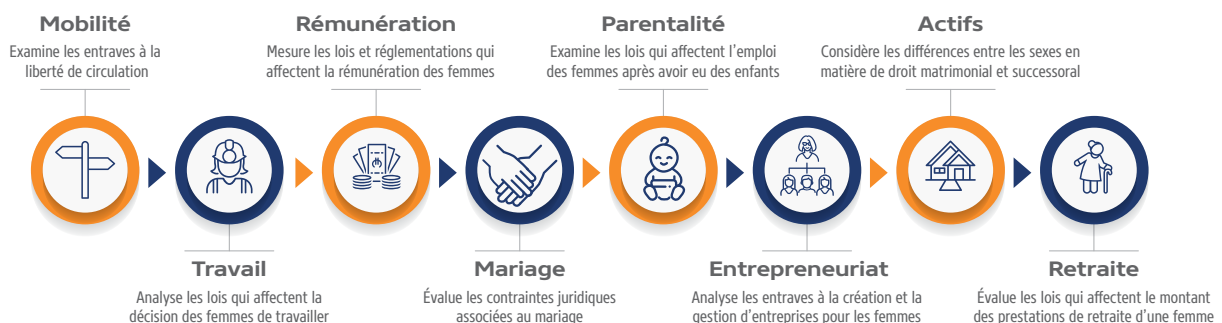 Mobilité
Examine les entraves à la
liberté de circulation
Rémunération
Mesure les lois et réglementations qui
affectent la rémunération des femmes
Parentalité
Examine les lois qui affectent l'emploi
des femmes après avoir eu des enfants
Actifs
Considère les différences entre les sexes en
matière de droit matrimonial et successoral
Travail
Analyse les lois qui affectent la
décision des femmes de travailler
Mariage
Évalue les contraintes juridiques
associées au mariage
Entrepreneuriat
Analyse les entraves à la création et la
gestion d'entreprises pour les femmes
Retraite
Évalue les lois qui affectent le montant
des prestations de retraite d'une femme